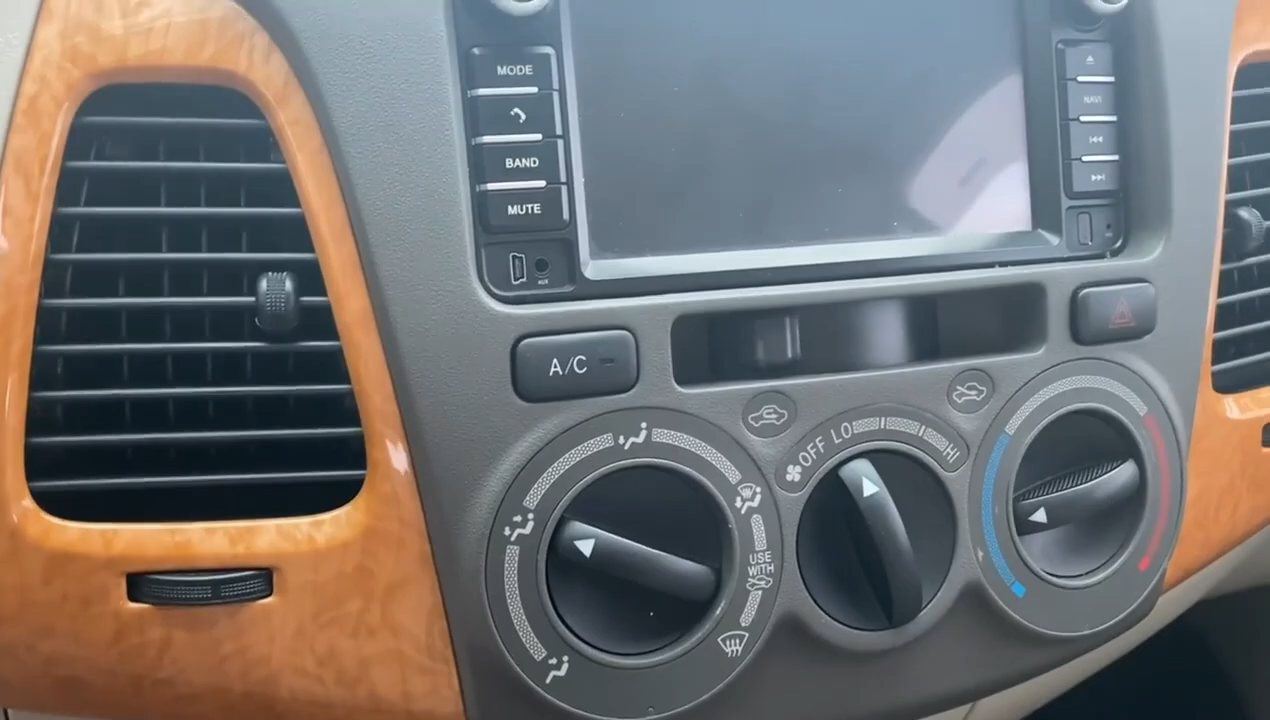 MODE
BAND
MUTE
AUX
NAVI
A/C
OFF LO HI
USE
WITH